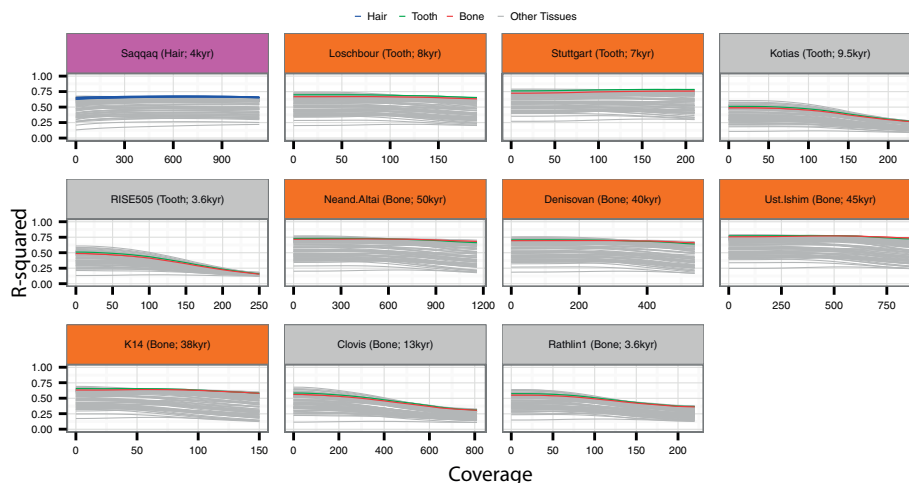 Hair Tooth Bone Other Tissues
Saqqaq (Hair; 4kyr) Loschbour (Tooth; 8kyr) Stuttgart (Tooth; 7kyr) Kotias (Tooth; 9.5kyr)
1.00
0.75
0.50
0.25
0.00
0 300 600 900 0 50 100 150 0 50 100 150 200 0 50 100 150 200
RISE505 (Tooth; 3.6kyr) Neand.Altai (Bone; 50kyr) Denisovan (Bone; 40kyr) Ust.Ishim (Bone; 45kyr)
1.00
0.75
0.50
0.25
0.00
R-squared
0 50 100 150 200 250 0 300 600 900 1200 0 200 400 0 250 500 750
K14 (Bone; 38kyr) Clovis (Bone; 13kyr) Rathlin1 (Bone; 3.6kyr)
1.00
0.75
0.50
0.25
0.00
0 50 100 150 0 200 400 600 800 0 50 100 150 200
Coverage